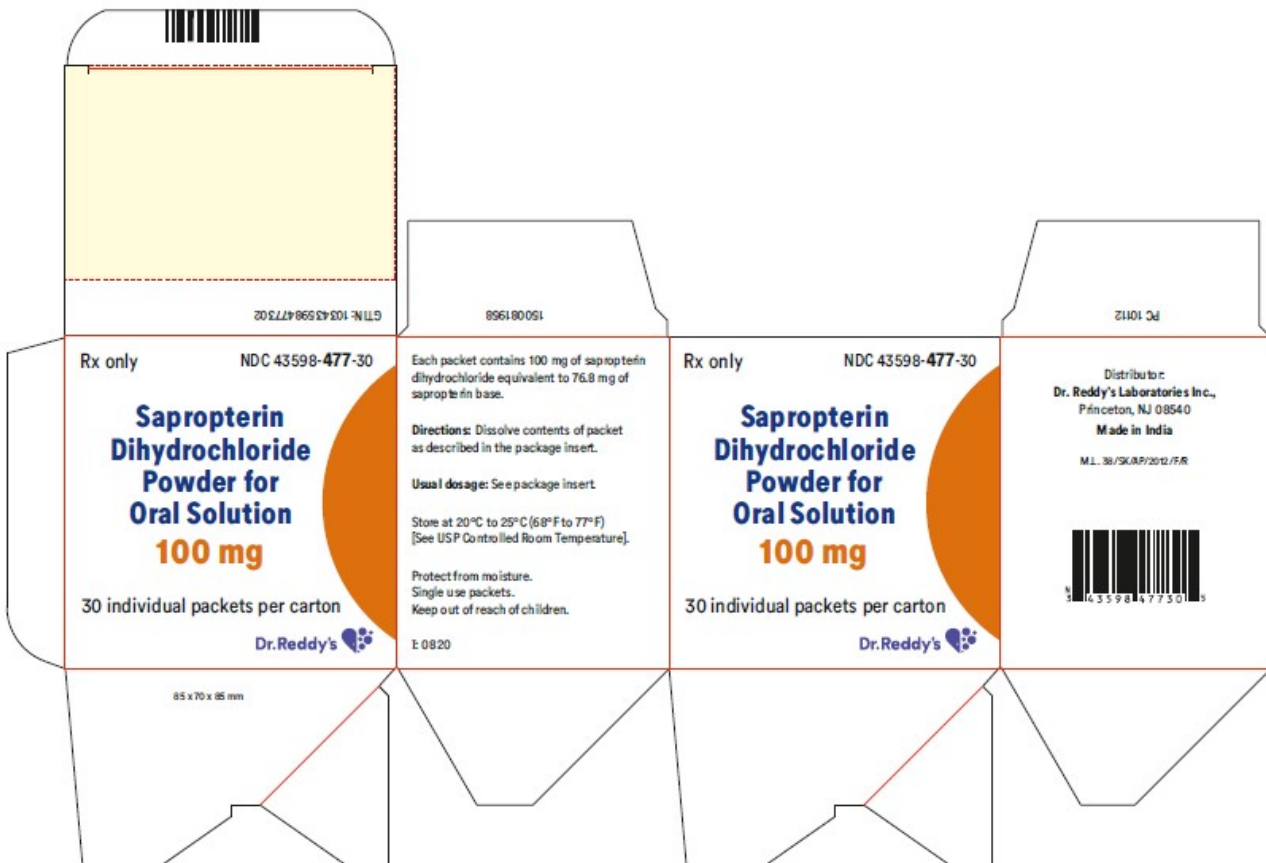 GTIN: 10343598477302
150081958
PC 10112
Rx only NDC 43598-477-30
Sapropterin
Dihydrochloride
Powder for
Oral Solution
100 mg
30 individual packets per carton
Dr.Reddy's
85 x 70 x 85 mm
Each packet contains 100 mg of sapropterin
dihydrochloride equivalent to 76.8 mg of
sapropterin base.
Directions: Dissolve contents of packet
as described in the package insert.
Usual dosage: See package insert.
Store at 20°C to 25°C (68°F to 77°F)
[See USP Controlled Room Temperature].
Protect from moisture.
Single use packets.
Keep out of reach of children.
I: 0820
Rx only NDC 43598-477-30
Sapropterin
Dihydrochloride
Powder for
Oral Solution
100 mg
30 individual packets per carton
Dr.Reddy's
Distributor:
Dr. Reddy's Laboratories Inc.,
Princeton, NJ 08540
Made in India
M.L. 38/SK/AP/2012/F/R
N
3 43598 47730 5